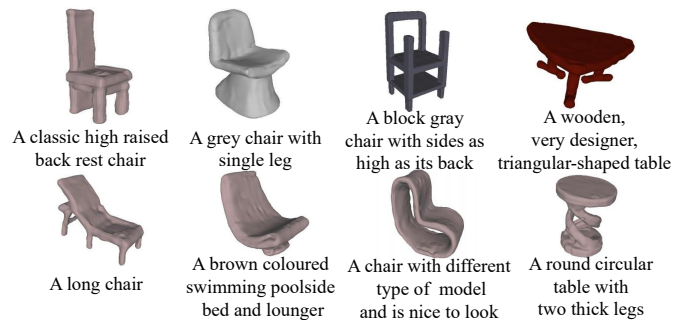 A classic high raised
back rest chair
A grey chair with
single leg
A block gray
chair with sides as
high as its back
A wooden,
very designer,
triangular-shaped table
A long chair
A brown coloured
swimming poolside
bed and lounger
A chair with different
type of model
and is nice to look
A round circular
table with
two thick legs